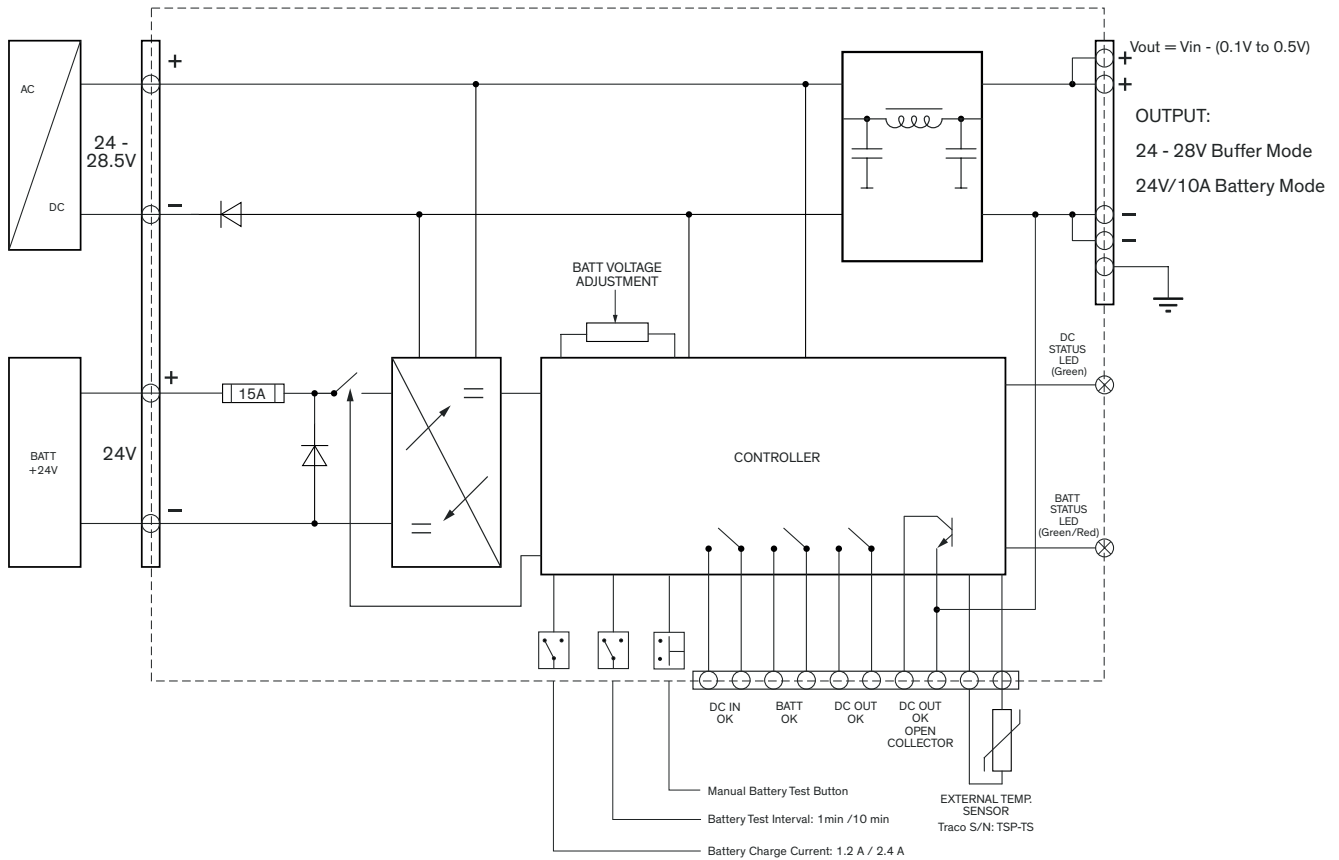 AC
DC
24 -
28.5V
+
−
Vout = Vin - (0.1V to 0.5V)
+
+
OUTPUT:
24 - 28V Buffer Mode
24V/10A Battery Mode
−
−
BATT VOLTAGE
ADJUSTMENT
DC
STATUS
LED
(Green)
BATT
+24V
24V
+
−
15A
CONTROLLER
BATT
STATUS
LED
(Green/Red)
DC IN
OK
BATT
OK
DC OUT
OK
DC OUT
OK
OPEN
COLLECTOR
EXTERNAL TEMP.
SENSOR
Traco S/N: TSP-TS
Manual Battery Test Button
Battery Test Interval: 1min /10 min
Battery Charge Current: 1.2 A / 2.4 A